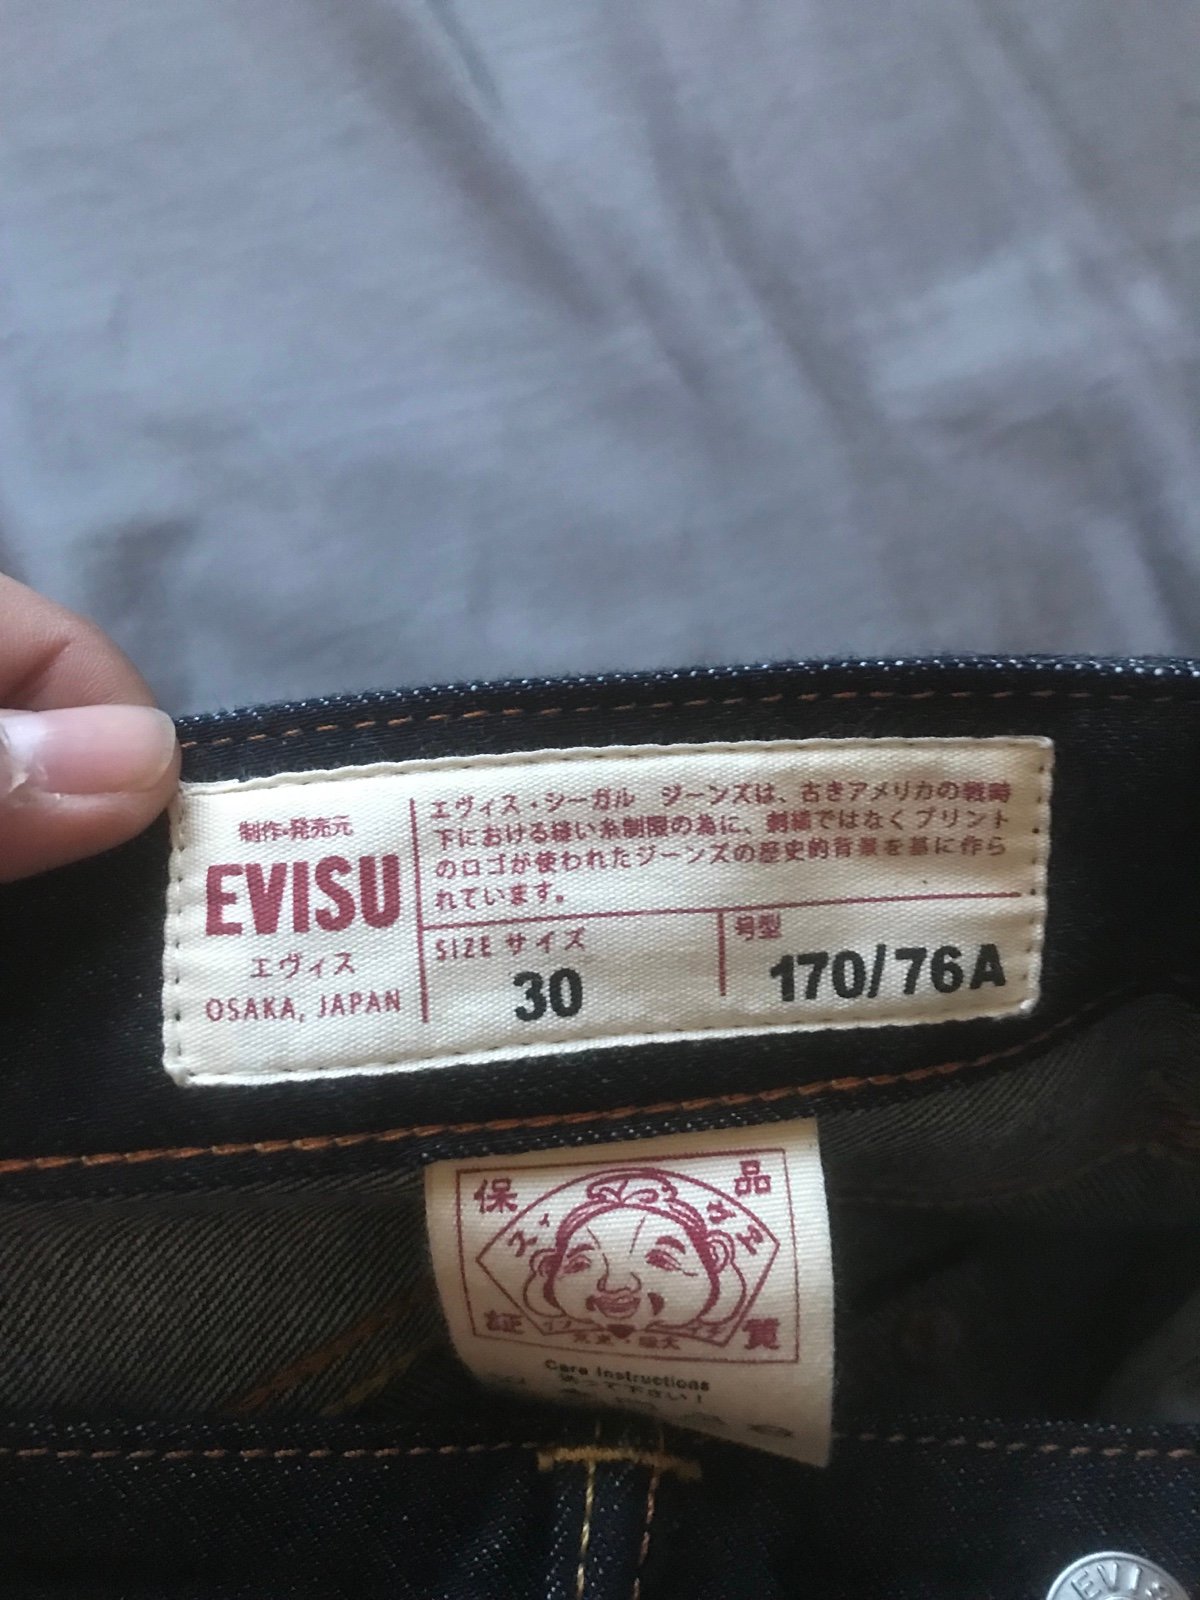 制作・発売元
EVISU
エヴィス
OSAKA, JAPAN
エヴィス・シーガル ジーンズは、古きアメリカの戦時
下における縫い糸制限の為に、刺繍ではなくプリント
のロゴが使われたジーンズの歴史的背景を基に作ら
れています。
SIZE サイズ
30
号型
170/76A
保 品
エヴィス
証 質
Care Instructions
EVIS